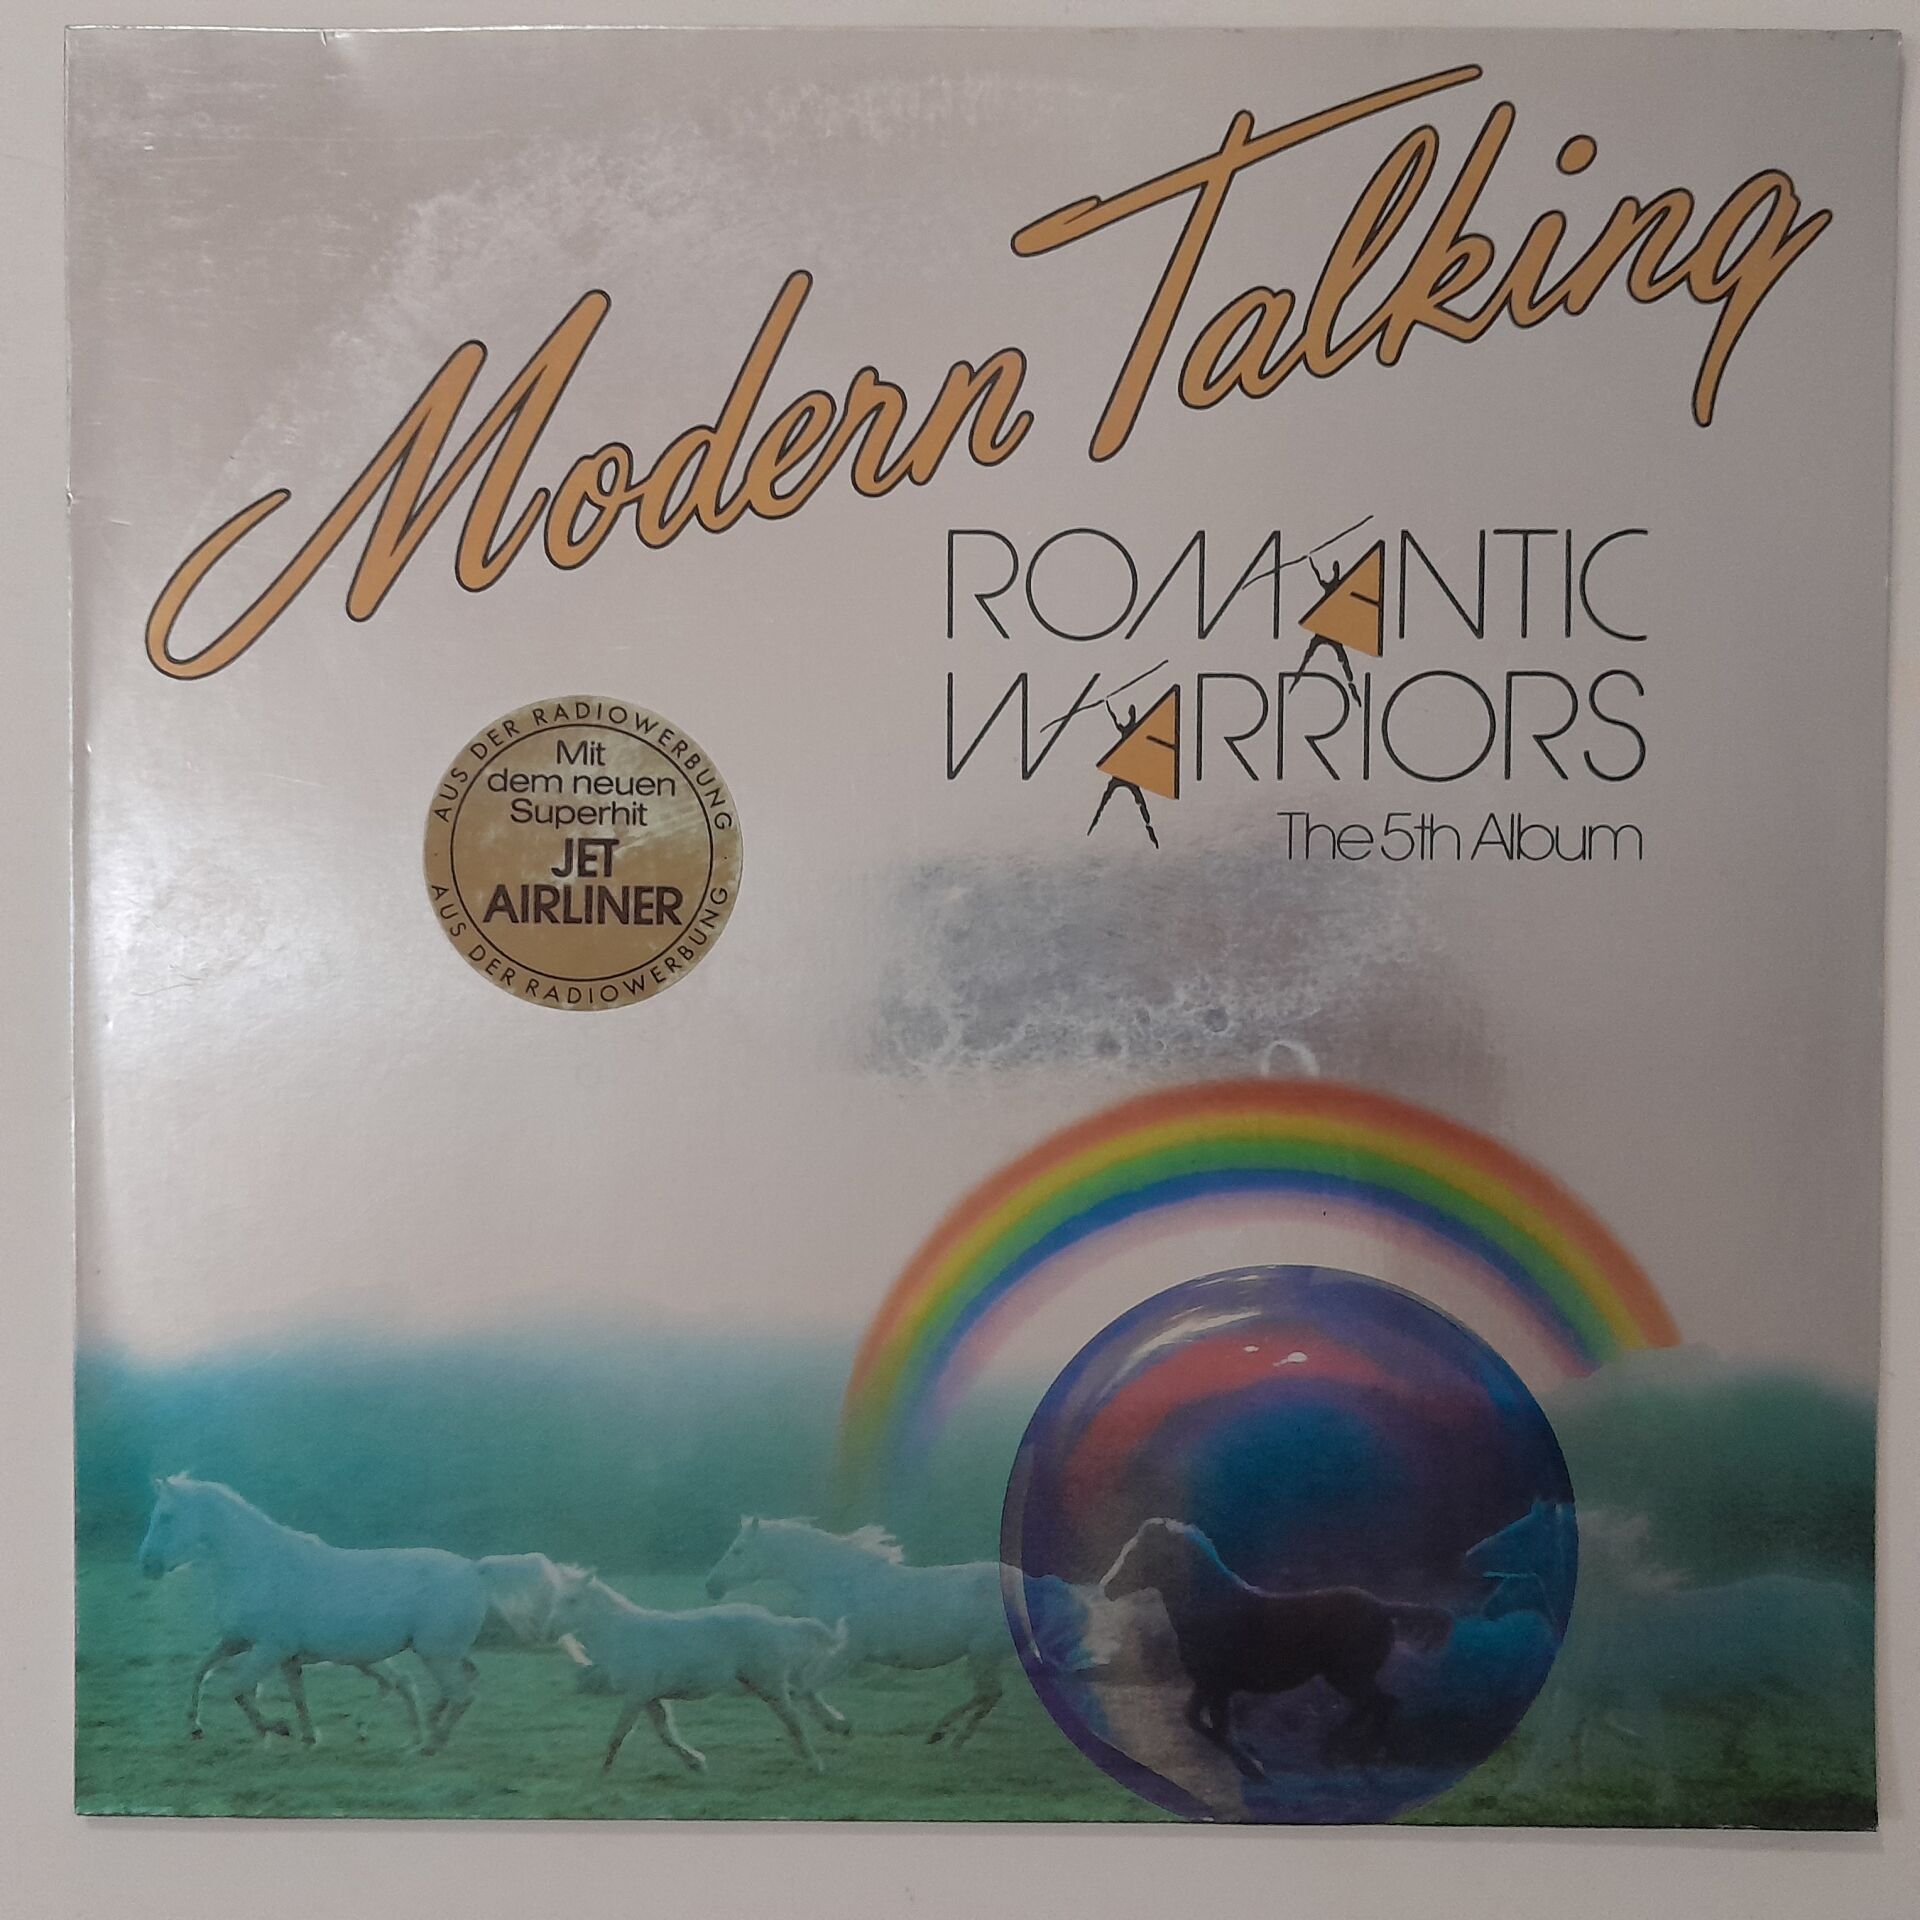 Modern Talking
ROMANTIC
WARRIORS
The 5th Album
AUS DER RADIOWERBUNG
Mit
dem neuen
Superhit
JET
AIRLINER
AUS DER RADIOWERBUNG